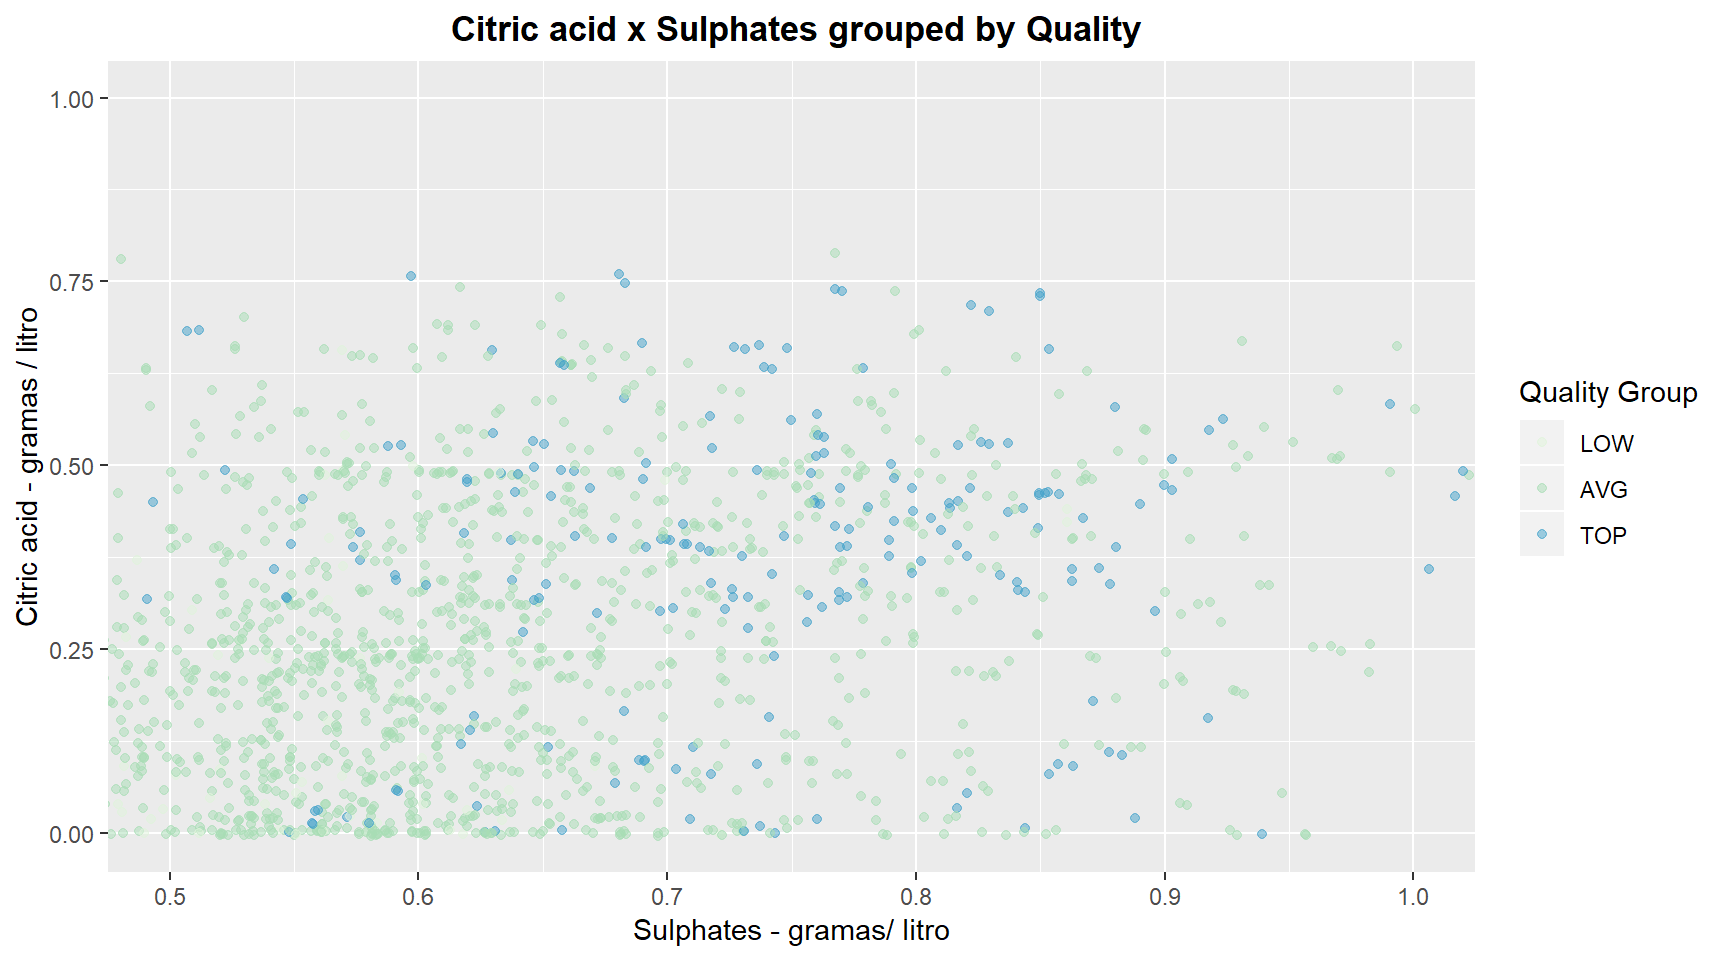 Citric acid x Sulphates grouped by Quality
Citric acid - gramas / litro
1.00
0.75
0.50
0.25
0.00
0.5 0.6 0.7 0.8 0.9 1.0
Sulphates - gramas/ litro
Quality Group
LOW
AVG
TOP